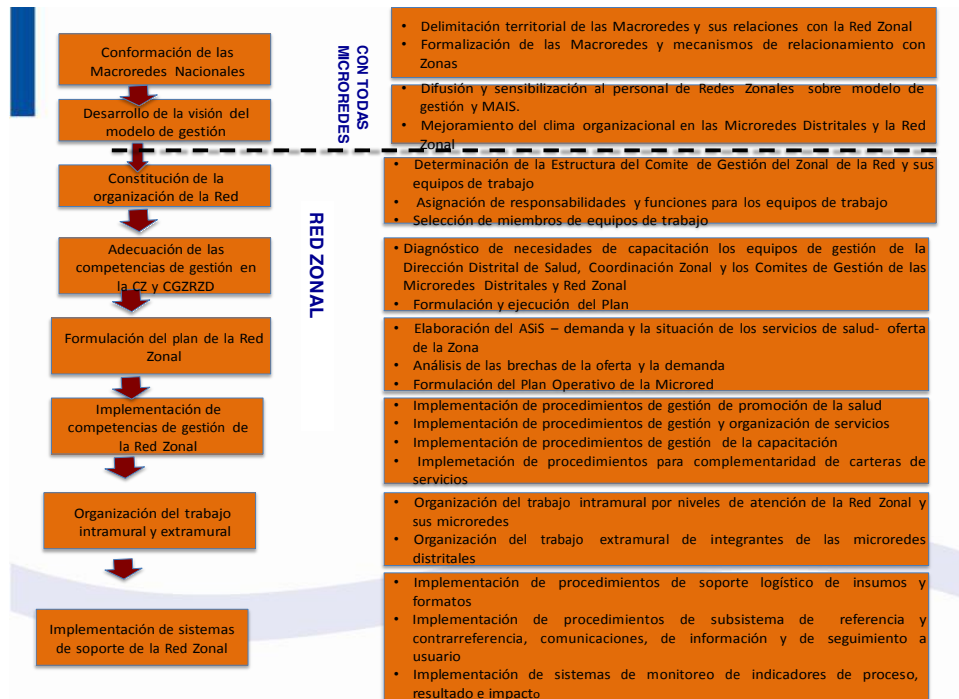 Conformación de las
Macroredes Nacionales
• Delimitación territorial de las Macroredes y sus relaciones con la Red Zonal
• Formalización de las Macroredes y mecanismos de relacionamiento con
Zonas
CON TODAS
MICROREDES
Desarrollo de la visión del
modelo de gestión
• Difusión y sensibilización al personal de Redes Zonales sobre modelo de
gestión y MAIS.
• Mejoramiento del clima organizacional en las Microredes Distritales y la Red
Zonal
RED ZONAL
Constitución de la
organización de la Red
• Determinación de la Estructura del Comite de Gestión del Zonal de la Red y sus
equipos de trabajo
• Asignación de responsabilidades y funciones para los equipos de trabajo
• Selección de miembros de equipos de trabajo
Adecuación de las
competencias de gestión en
la CZ y CGZRZD
• Diagnóstico de necesidades de capacitación los equipos de gestión de la
Dirección Distrital de Salud, Coordinación Zonal y los Comites de Gestión de las
Microredes Distritales y Red Zonal
• Formulación y ejecución del Plan
Formulación del plan de la Red
Zonal
• Elaboración del ASiS – demanda y la situación de los servicios de salud- oferta
de la Zona
• Análisis de las brechas de la oferta y la demanda
• Formulación del Plan Operativo de la Microred
Implementación de
competencias de gestión de
la Red Zonal
• Implementación de procedimientos de gestión de promoción de la salud
• Implementación de procedimientos de gestión y organización de servicios
• Implementación de procedimientos de gestión de la capacitación
• Implemetación de procedimientos para complementaridad de carteras de
servicios
Organización del trabajo
intramural y extramural
• Organización del trabajo intramural por niveles de atención de la Red Zonal y
sus microredes
• Organización del trabajo extramural de integrantes de las microredes
distritales
Implementación de sistemas
de soporte de la Red Zonal
• Implementación de procedimientos de soporte logístico de insumos y
formatos
• Implementación de procedimientos de subsistema de referencia y
contrarreferencia, comunicaciones, de información y de seguimiento a
usuario
• Implementación de sistemas de monitoreo de indicadores de proceso,
resultado e impacto